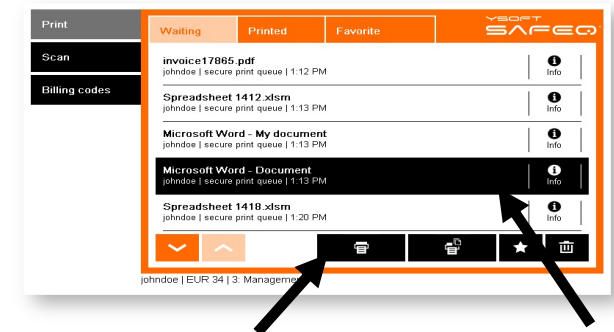 Print
Scan
Billing codes
Waiting
Printed
Favorite
YSOFT
SAFEQ
invoice17865.pdf
johndoe | secure print queue | 1:12 PM
Info
Spreadsheet 1412.xlsm
johndoe | secure print queue | 1:13 PM
Info
Microsoft Word - My document
johndoe | secure print queue | 1:13 PM
Info
Microsoft Word - Document
johndoe | secure print queue | 1:13 PM
Info
Spreadsheet 1418.xlsm
johndoe | secure print queue | 1:20 PM
Info
johndoe | EUR 34 | 3: Manageme